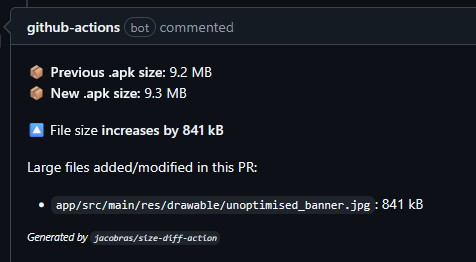 github-actions bot commented
📦 Previous .apk size: 9.2 MB
📦 New .apk size: 9.3 MB
🔼 File size increases by 841 kB
Large files added/modified in this PR:
• app/src/main/res/drawable/unoptimised_banner.jpg: 841 kB
Generated by jacobras/size-diff-action